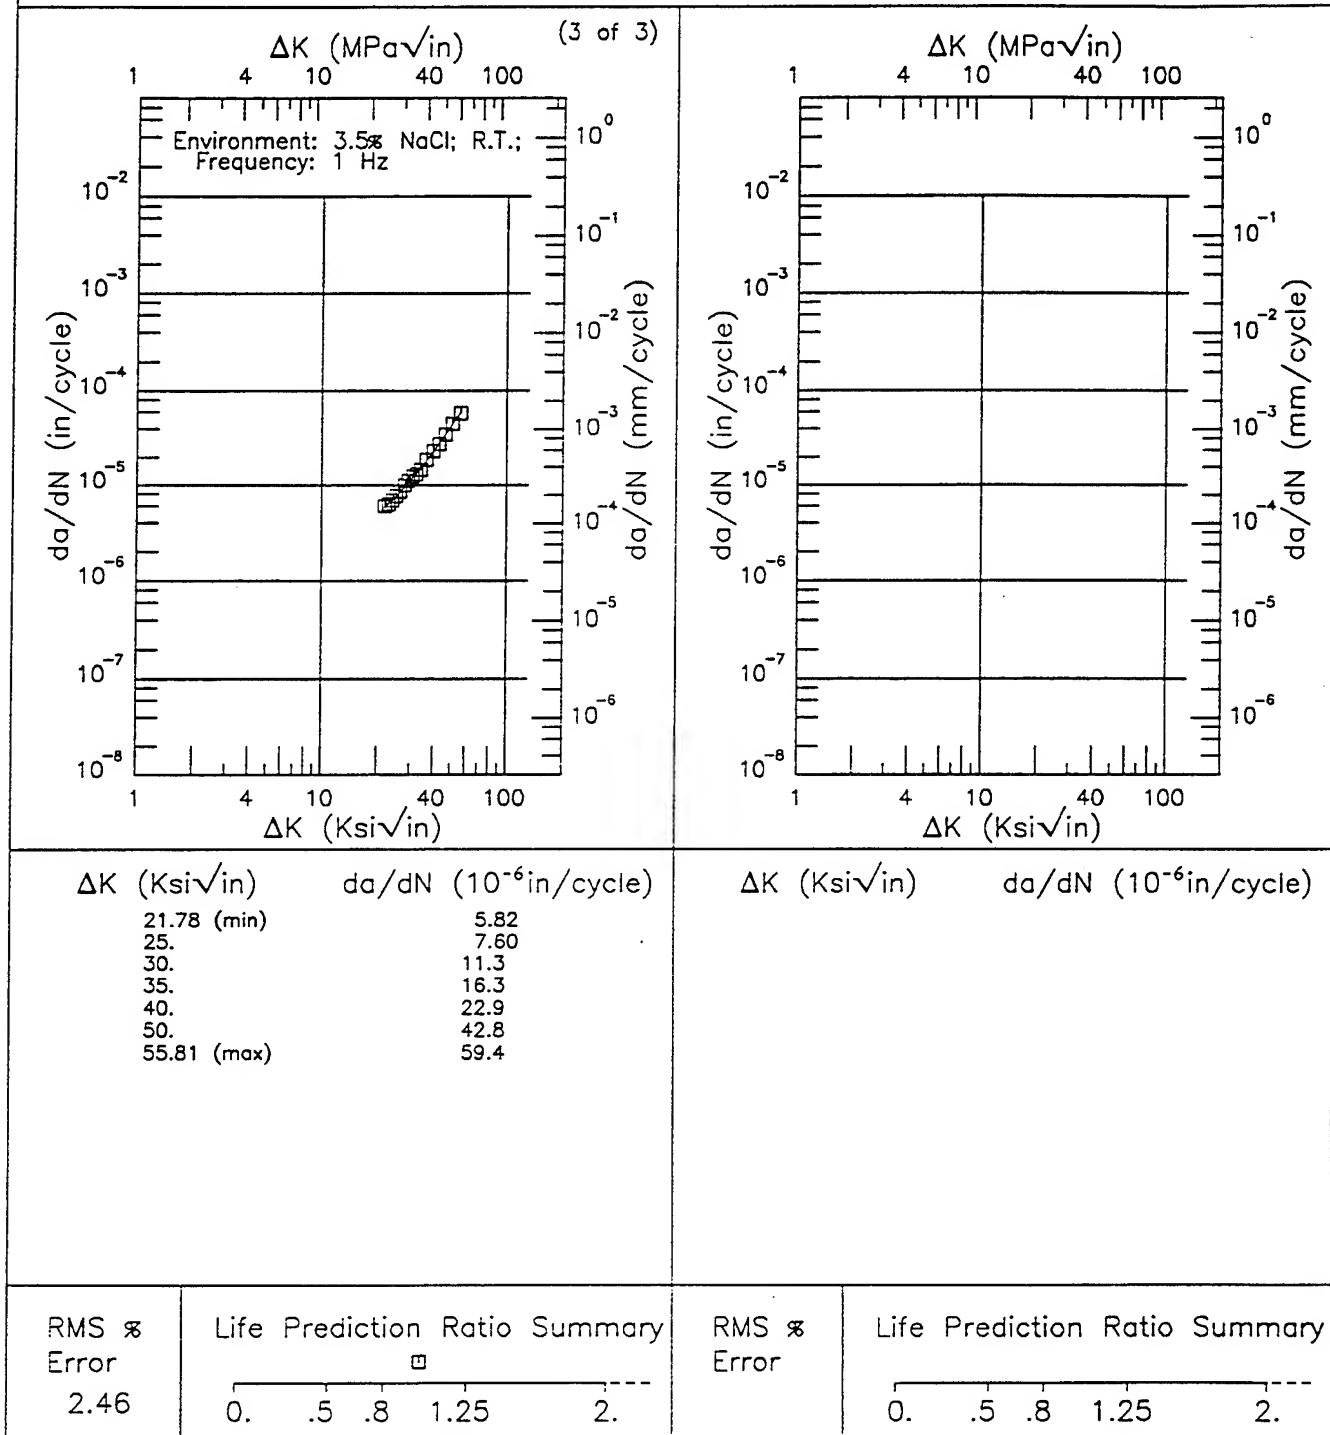 (3 of 3)
ΔK (MPa√in)
1 4 10 40 100
Environment: 3.5% NaCl; R.T.;
Frequency: 1 Hz
da/dN (in/cycle)
10⁻²
10⁻³
10⁻⁴
10⁻⁵
10⁻⁶
10⁻⁷
10⁻⁸
10⁰
10⁻¹
10⁻²
10⁻³
10⁻⁴
10⁻⁵
10⁻⁶
da/dN (mm/cycle)
1 4 10 40 100
ΔK (Ksi√in)
ΔK (MPa√in)
1 4 10 40 100
da/dN (in/cycle)
10⁻²
10⁻³
10⁻⁴
10⁻⁵
10⁻⁶
10⁻⁷
10⁻⁸
10⁰
10⁻¹
10⁻²
10⁻³
10⁻⁴
10⁻⁵
10⁻⁶
da/dN (mm/cycle)
1 4 10 40 100
ΔK (Ksi√in)
ΔK (Ksi√in) da/dN (10⁻⁶in/cycle)
21.78 (min) 5.82
25. 7.60
30. 11.3
35. 16.3
40. 22.9
50. 42.8
55.81 (max) 59.4
ΔK (Ksi√in) da/dN (10⁻⁶in/cycle)
RMS %
Error
2.46
Life Prediction Ratio Summary
0. .5 .8 1.25 2.
RMS %
Error
Life Prediction Ratio Summary
0. .5 .8 1.25 2.